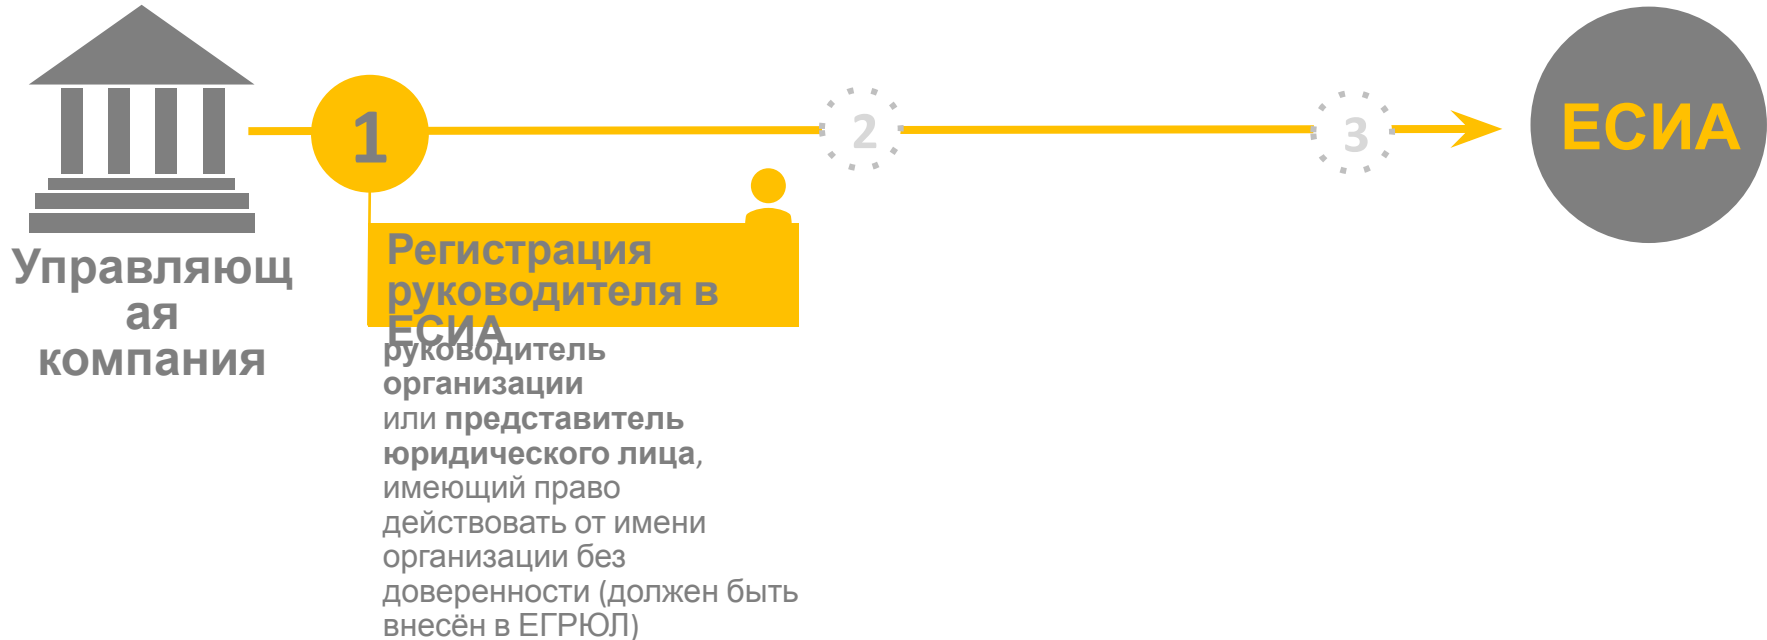 Управляющ
ая
компания
1
2
3
ЕСИА
Регистрация
руководителя в
ЕСИА
руководитель
организации
или представитель
юридического лица,
имеющий право
действовать от имени
организации без
доверенности (должен быть
внесён в ЕГРЮЛ)